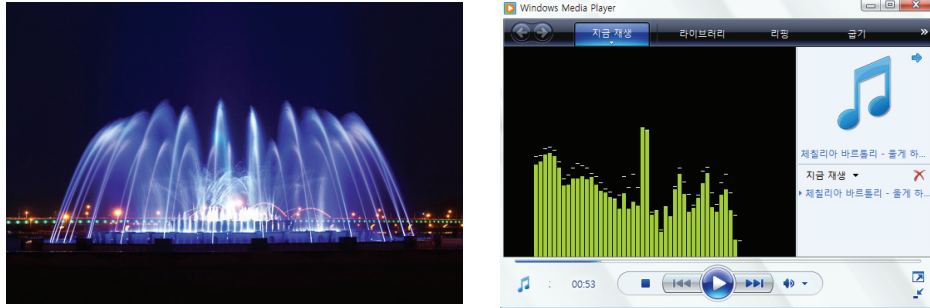 Windows Media Player
지금 재생
라이브러리
리핑
굽기
»
체칠리아 바르톨리 - 울게 하...
지금 재생
체칠리아 바르톨리 - 울게 하...
: 00:53